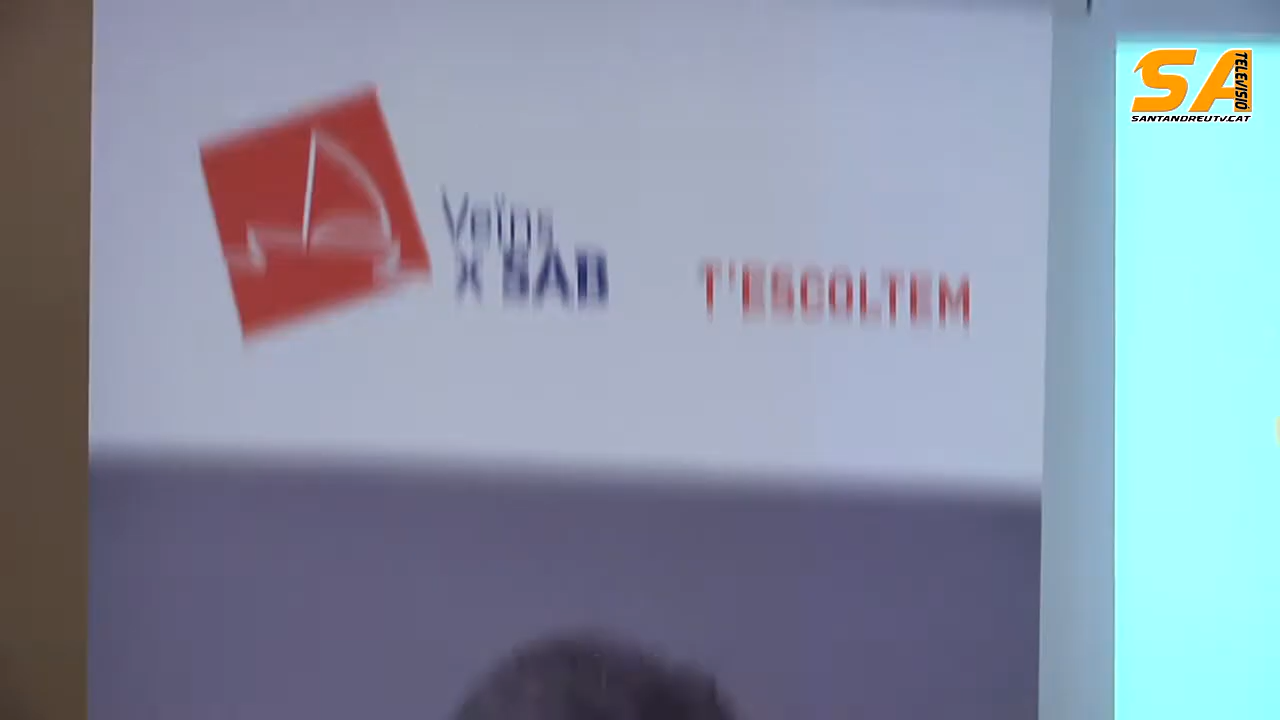 Veïns
x SAB
T'ESCOLTEM
SA
TELEVISIÓ
SANTANDREUTV.CAT